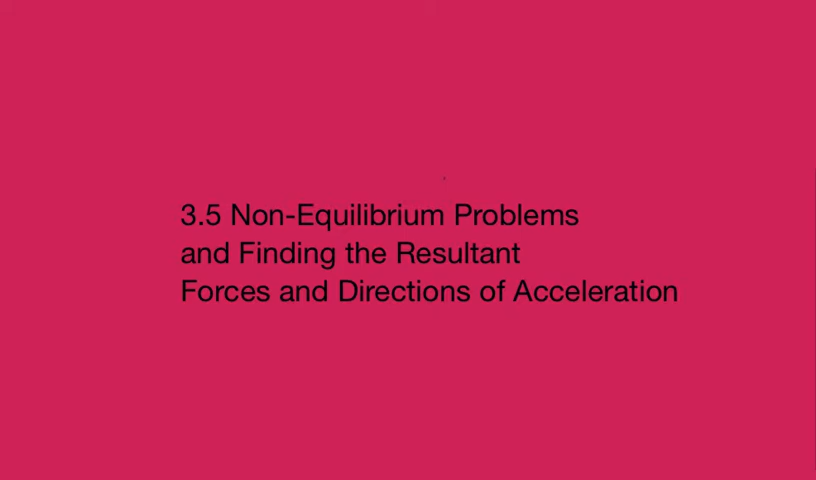 3.5 Non-Equilibrium Problems
and Finding the Resultant
Forces and Directions of Acceleration